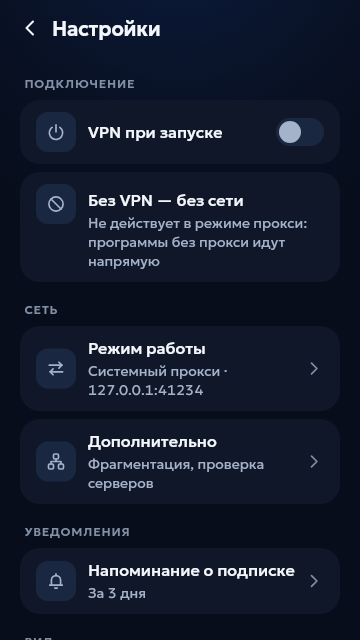 Настройки
ПОДКЛЮЧЕНИЕ
VPN при запуске
Без VPN — без сети
Не действует в режиме прокси:
программы без прокси идут
напрямую
СЕТЬ
Режим работы
Системный прокси ·
127.0.0.1:41234
Дополнительно
Фрагментация, проверка
серверов
УВЕДОМЛЕНИЯ
Напоминание о подписке
За 3 дня